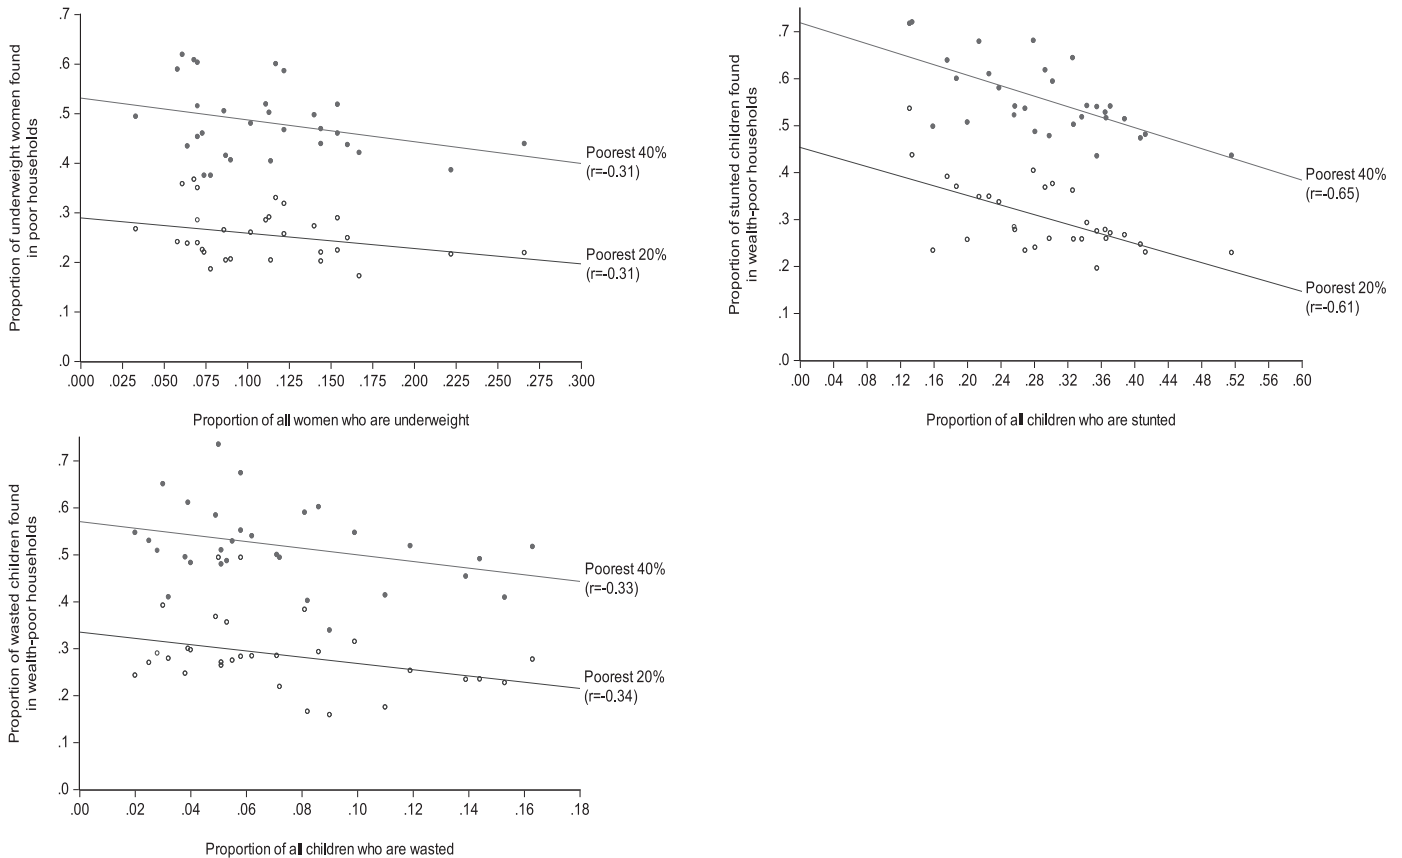 Proportion of underweight women found
in poor households
.7
.6
.5
.4
.3
.2
.1
.0
.000 .025 .050 .075 .100 .125 .150 .175 .200 .225 .250 .275 .300
Proportion of all women who are underweight
Poorest 40%
(r=-0.31)
Poorest 20%
(r=-0.31)
Proportion of stunted children found
in wealth-poor households
.7
.6
.5
.4
.3
.2
.1
.0
.00 .04 .08 .12 .16 .20 .24 .28 .32 .36 .40 .44 .48 .52 .56 .60
Proportion of all children who are stunted
Poorest 40%
(r=-0.65)
Poorest 20%
(r=-0.61)
Proportion of wasted children found
in wealth-poor households
.7
.6
.5
.4
.3
.2
.1
.0
.00 .02 .04 .06 .08 .10 .12 .14 .16 .18
Proportion of all children who are wasted
Poorest 40%
(r=-0.33)
Poorest 20%
(r=-0.34)